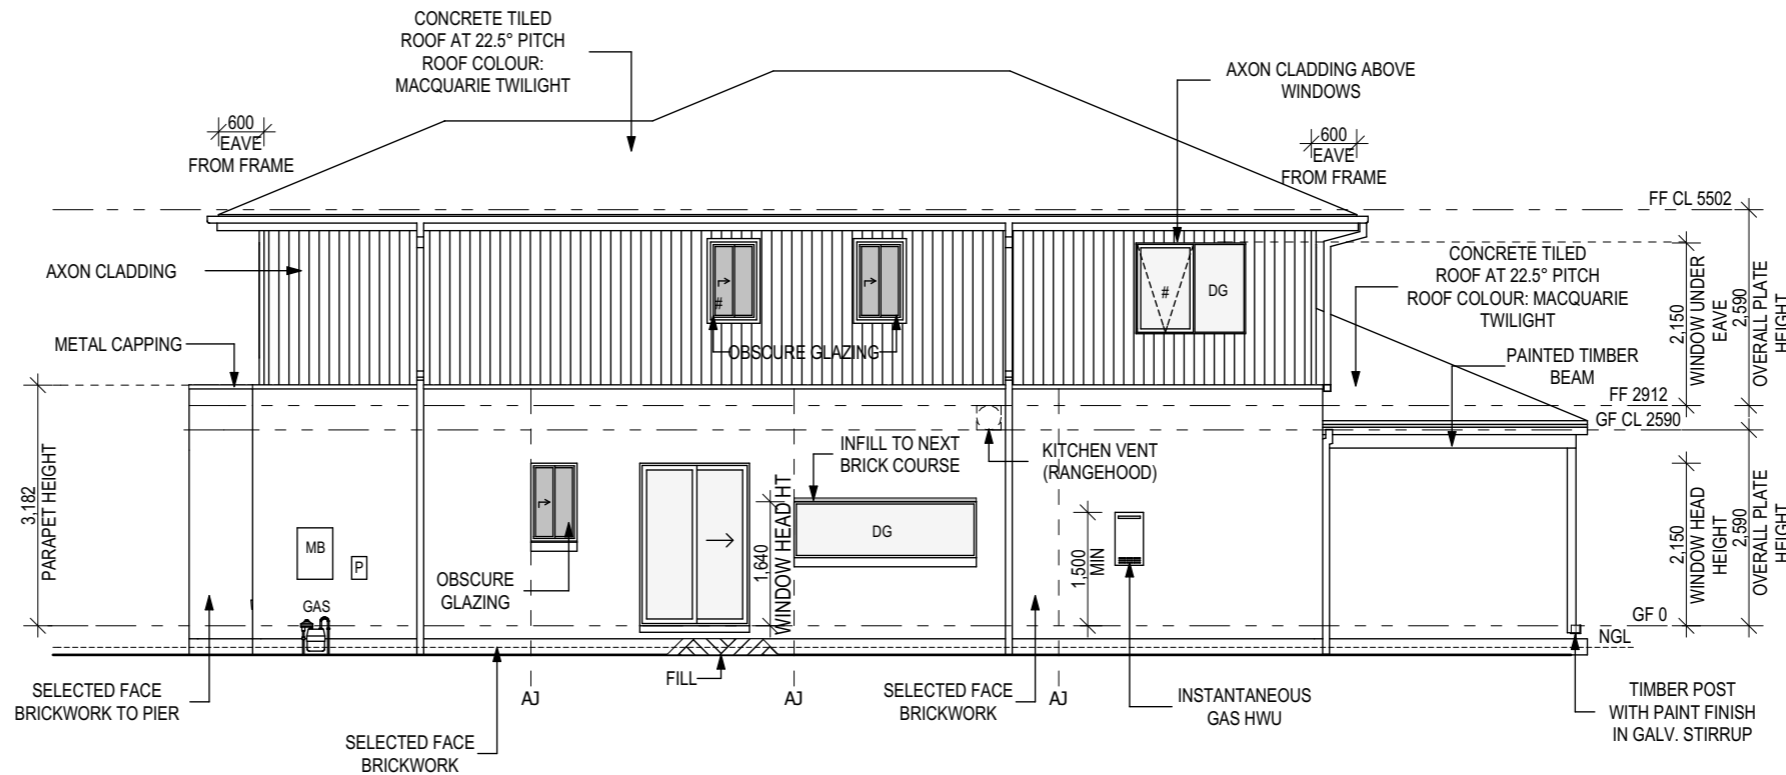 CONCRETE TILED
ROOF AT 22.5° PITCH
ROOF COLOUR:
MACQUARIE TWILIGHT
AXON CLADDING ABOVE
WINDOWS
600
EAVE
FROM FRAME
600
EAVE
FROM FRAME
FF CL 5502
AXON CLADDING
CONCRETE TILED
ROOF AT 22.5° PITCH
ROOF COLOUR: MACQUARIE
TWILIGHT
2,150
WINDOW UNDER
EAVE
2,590
OVERALL PLATE
HEIGHT
#
#
DG
METAL CAPPING
OBSCURE GLAZING
PAINTED TIMBER
BEAM
FF 2912
GF CL 2590
3,182
PARAPET HEIGHT
INFILL TO NEXT
BRICK COURSE
KITCHEN VENT
(RANGEHOOD)
MB
P
GAS
OBSCURE
GLAZING
1,640
WINDOW HEAD HT
DG
1,500
MIN
2,150
WINDOW HEAD
HEIGHT
2,590
OVERALL PLATE
HEIGHT
GF 0
NGL
SELECTED FACE
BRICKWORK TO PIER
SELECTED FACE
BRICKWORK
AJ
FILL
AJ
SELECTED FACE
BRICKWORK
AJ
INSTANTANEOUS
GAS HWU
TIMBER POST
WITH PAINT FINISH
IN GALV. STIRRUP